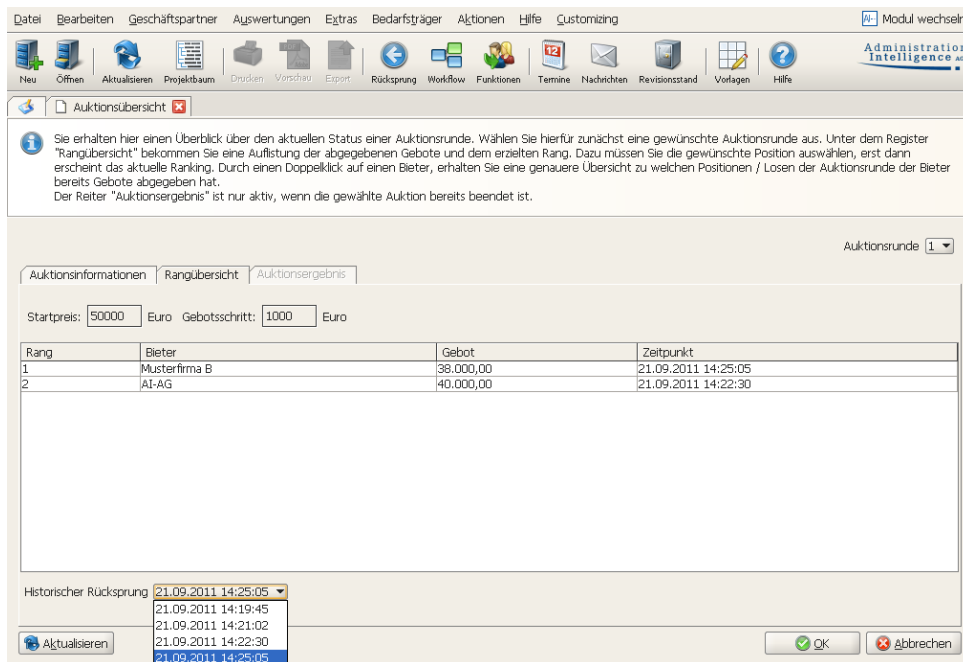 Datei Bearbeiten Geschäftspartner Auswertungen Extras Bedarfsträger Aktionen Hilfe Customizing AI- Modul wechseln
Neu Öffnen Aktualisieren Projektbaum Drucken Vorschau Export Rücksprung Workflow Funktionen 12 Termine Nachrichten Revisionsstand Vorlagen Hilfe
Administration
Intelligence AG
Auktionsübersicht
Sie erhalten hier einen Überblick über den aktuellen Status einer Auktionsrunde. Wählen Sie hierfür zunächst eine gewünschte Auktionsrunde aus. Unter dem Register
"Rangübersicht" bekommen Sie eine Auflistung der abgegebenen Gebote und dem erzielten Rang. Dazu müssen Sie die gewünschte Position auswählen, erst dann
erscheint das aktuelle Ranking. Durch einen Doppelklick auf einen Bieter, erhalten Sie eine genauere Übersicht zu welchen Positionen / Losen der Auktionsrunde der Bieter
bereits Gebote abgegeben hat.
Der Reiter "Auktionsergebnis" ist nur aktiv, wenn die gewählte Auktion bereits beendet ist.
Auktionsrunde 1
Auktionsinformationen Rangübersicht Auktionsergebnis
Startpreis: 50000 Euro Gebotsschritt: 1000 Euro
Rang Bieter Gebot Zeitpunkt
1 Musterfirma B 38.000,00 21.09.2011 14:25:05
2 AI-AG 40.000,00 21.09.2011 14:22:30
Historischer Rücksprung 21.09.2011 14:25:05
21.09.2011 14:19:45
21.09.2011 14:21:02
21.09.2011 14:22:30
21.09.2011 14:25:05
Aktualisieren OK Abbrechen